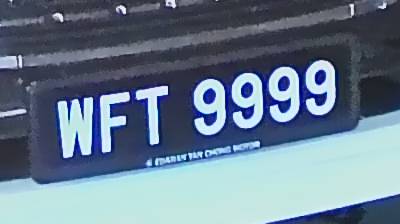 WFT 9999
EDARAN TAN CHONG MOTOR